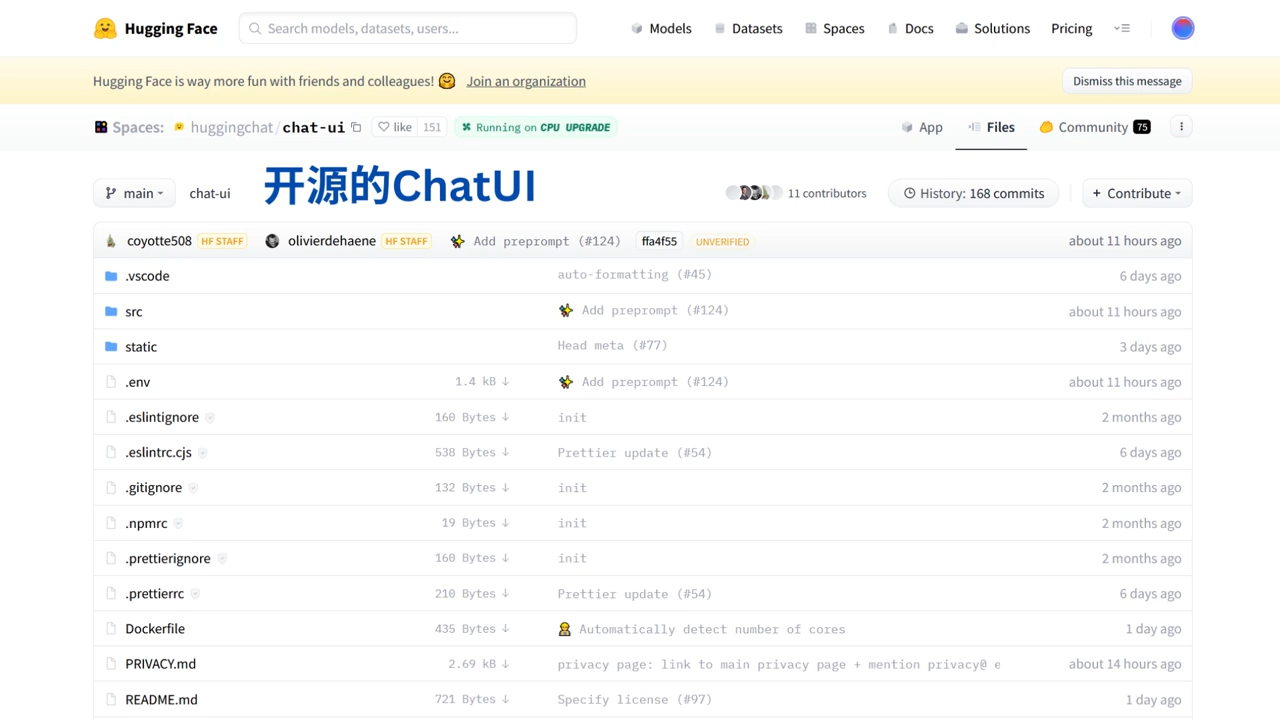 Hugging Face
Search models, datasets, users...
Models
Datasets
Spaces
Docs
Solutions
Pricing
Hugging Face is way more fun with friends and colleagues! Join an organization
Dismiss this message
Spaces: huggingchat/chat-ui
like 151
Running on CPU UPGRADE
App
Files
Community 75
main
chat-ui
开源的ChatUI
11 contributors
History: 168 commits
+ Contribute
coyotte508 HF STAFF olivierdehaene HF STAFF Add preprompt (#124) ffa4f55 UNVERIFIED about 11 hours ago
.vscode auto-formatting (#45) 6 days ago
src Add preprompt (#124) about 11 hours ago
static Head meta (#77) 3 days ago
.env 1.4 kB Add preprompt (#124) about 11 hours ago
.eslintignore 160 Bytes init 2 months ago
.eslintrc.cjs 538 Bytes Prettier update (#54) 6 days ago
.gitignore 132 Bytes init 2 months ago
.npmrc 19 Bytes init 2 months ago
.prettierignore 160 Bytes init 2 months ago
.prettierrc 210 Bytes Prettier update (#54) 6 days ago
Dockerfile 435 Bytes Automatically detect number of cores 1 day ago
PRIVACY.md 2.69 kB privacy page: link to main privacy page + mention privacy@ e about 14 hours ago
README.md 721 Bytes Specify license (#97) 1 day ago